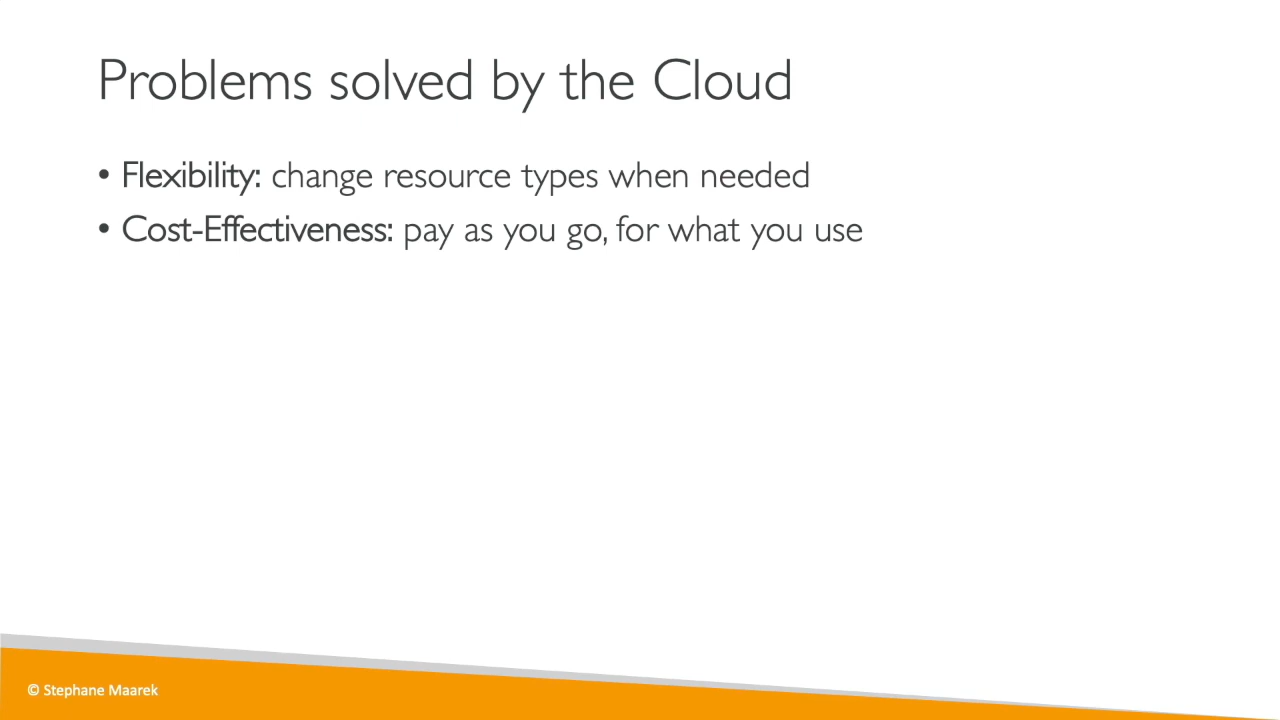 Problems solved by the Cloud
• Flexibility: change resource types when needed
• Cost-Effectiveness: pay as you go, for what you use
© Stephane Maarek